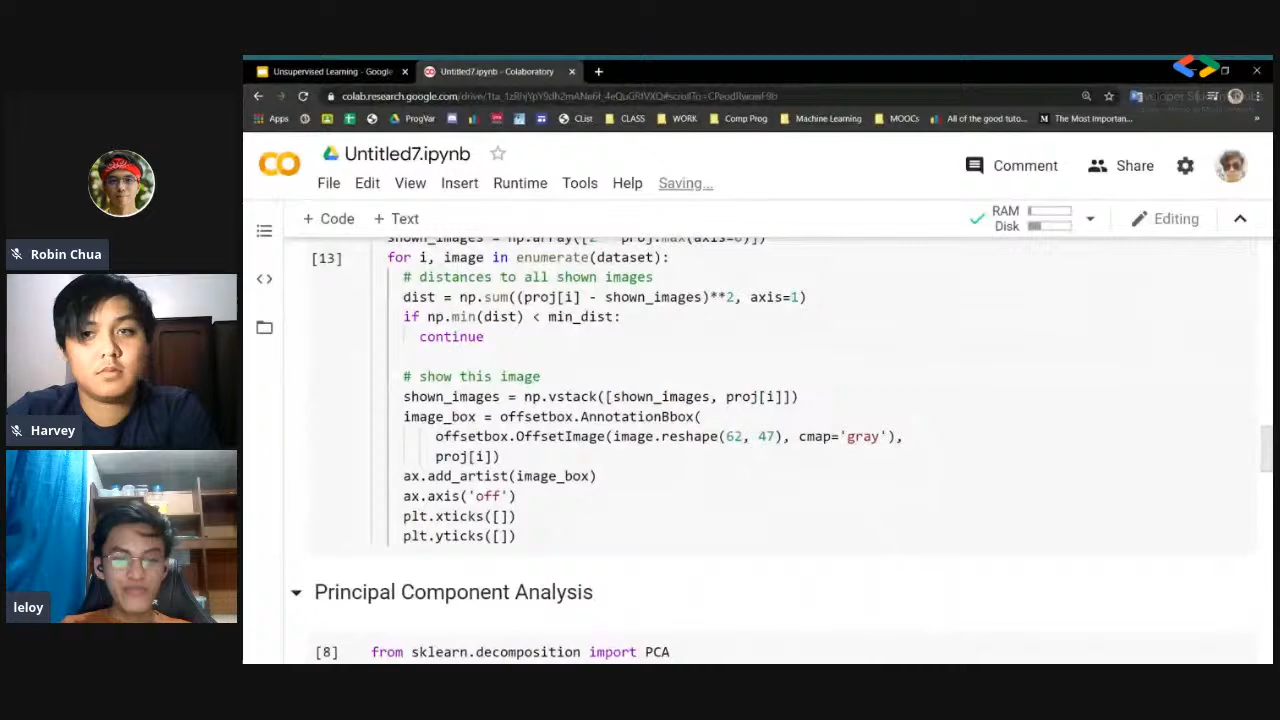 Unsupervised Learning - Google
Untitled7.ipynb - Colaboratory
Apps
ProgVar
CList
CLASS
WORK
Comp Prog
Machine Learning
MOOCs
All of the good tuto...
The Most Importan...
CO
Untitled7.ipynb
Comment
Share
File Edit View Insert Runtime Tools Help Saving...
+ Code + Text
RAM
Disk
Editing
[13] for i, image in enumerate(dataset):
# distances to all shown images
dist = np.sum((proj[i] - shown_images)**2, axis=1)
if np.min(dist) < min_dist:
continue
# show this image
shown_images = np.vstack([shown_images, proj[i]])
image_box = offsetbox.AnnotationBbox(
offsetbox.OffsetImage(image.reshape(62, 47), cmap='gray'),
proj[i])
ax.add_artist(image_box)
ax.axis('off')
plt.xticks([])
plt.yticks([])
Principal Component Analysis
[8] from sklearn.decomposition import PCA
Robin Chua
Harvey
leloy